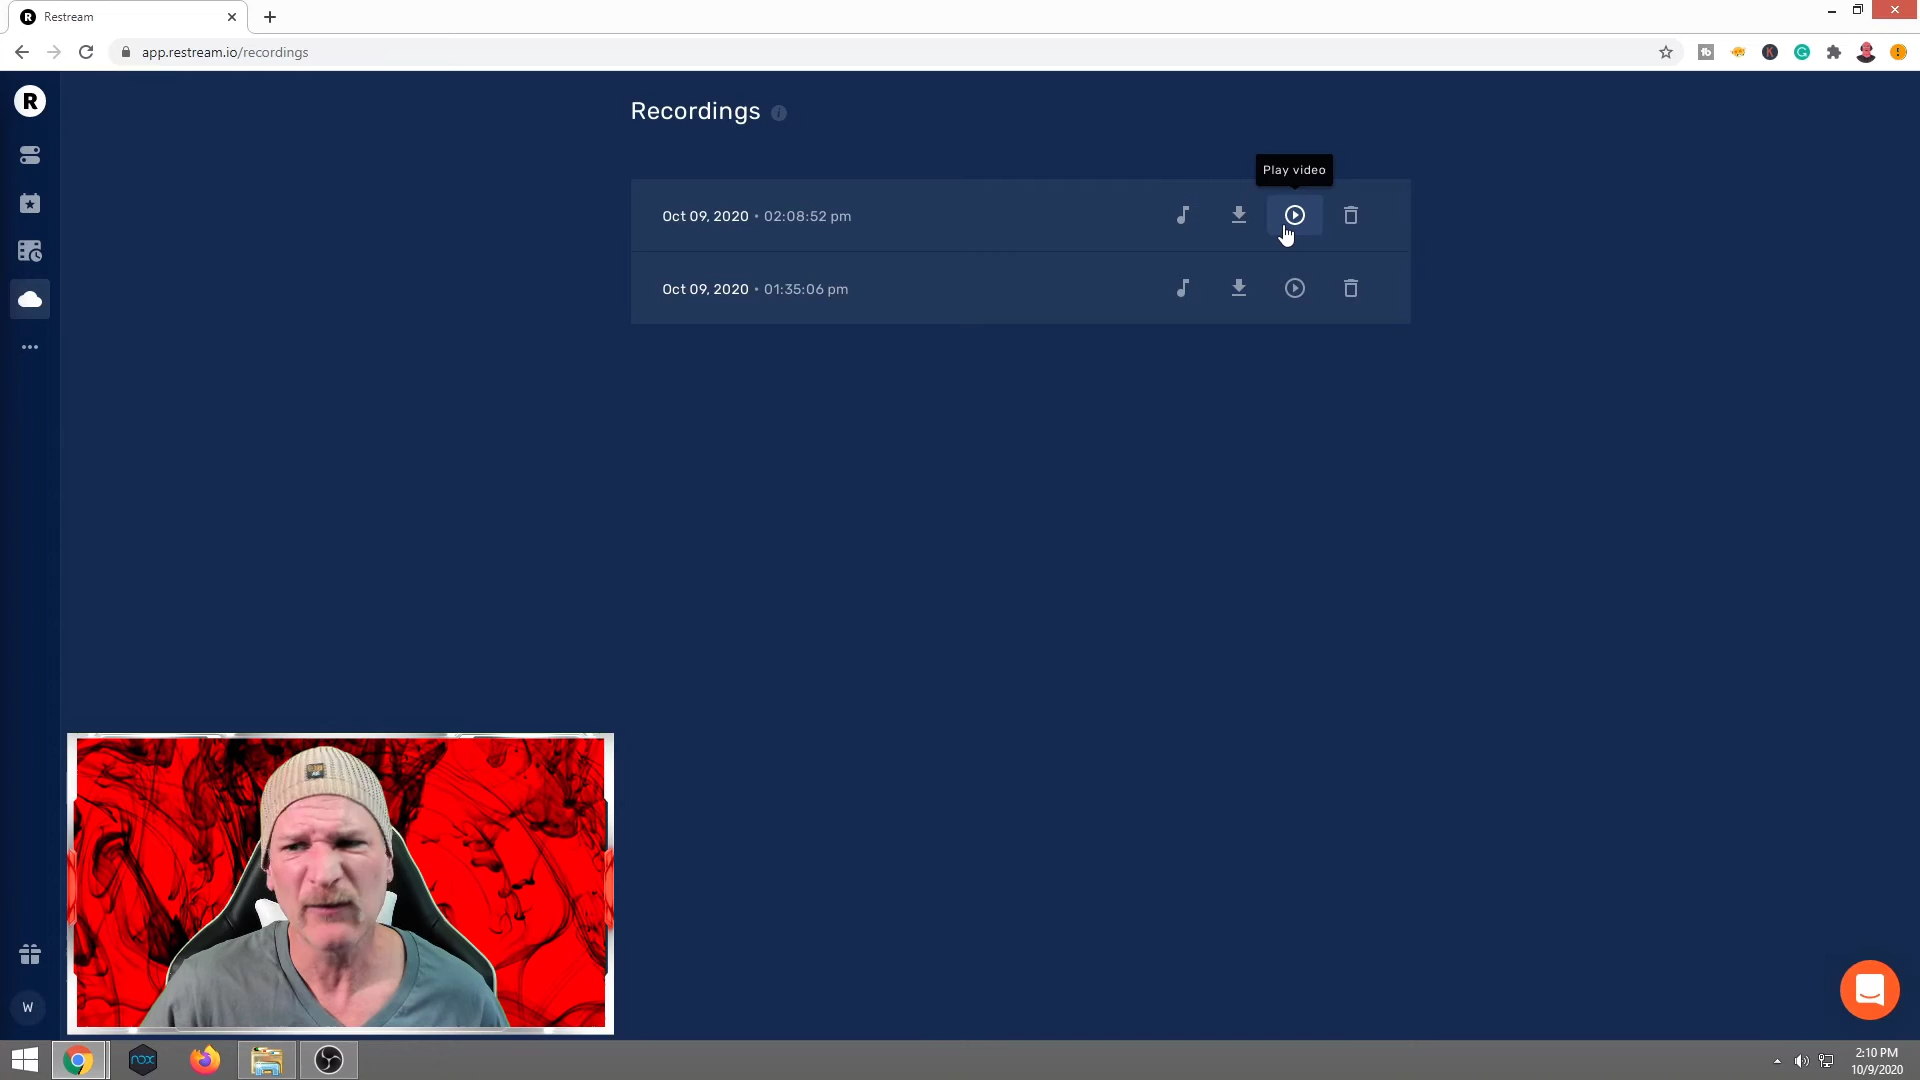 Restream
app.restream.io/recordings
R
Recordings
Play video
Oct 09, 2020 • 02:08:52 pm
Oct 09, 2020 • 01:35:06 pm
W
nox
2:10 PM
10/9/2020